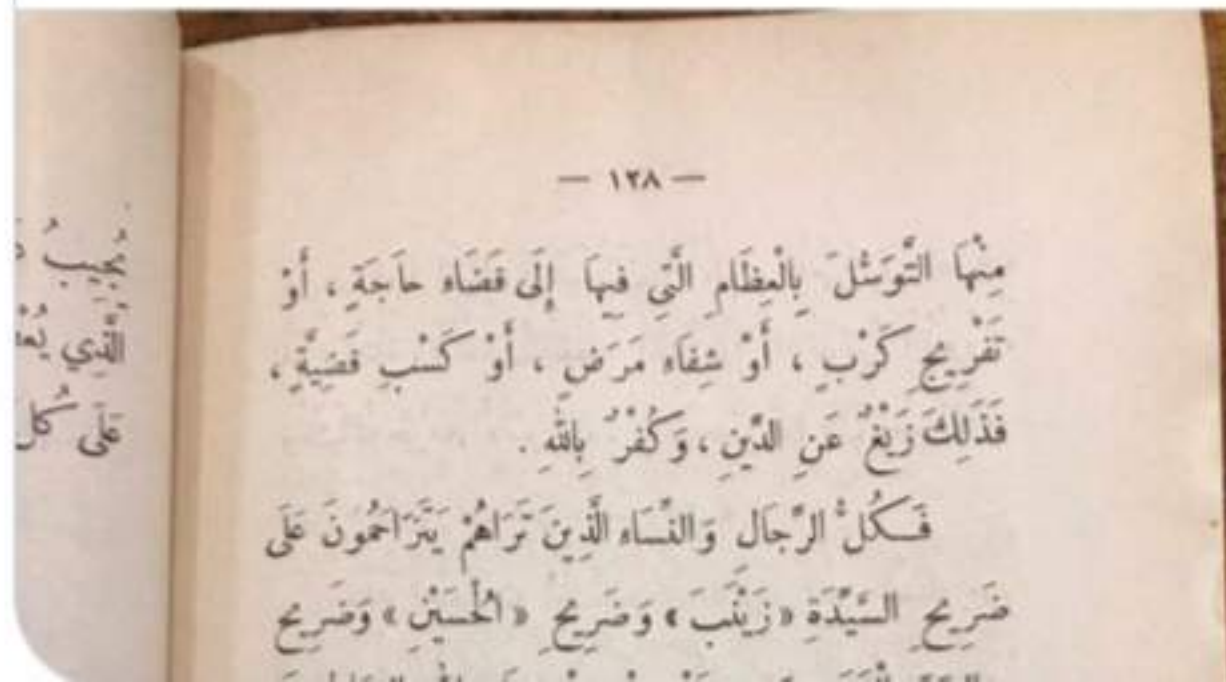 — ١٢٨ —
مِنْهَا التَّوَسُّلَ بِالْعِظَامِ الَّتِي فِيهَا إِلَى قَضَاءِ حاَجَةٍ ، أَوْ
تَفْرِيجِ كَرْبٍ ، أَوْ شِفَاءِ مَرَضٍ ، أَوْ كَسْبِ قَضِيَّةٍ ،
فَذَلِكَ زَيْغٌ عَنِ الدِّينِ ، وَكُفْرٌ بِاللهِ .
فَكُلُّ الرِّجَالِ وَالنِّسَاءِ الَّذِينَ تَرَاهُمْ يَتَزَاحَمُونَ عَلَى
ضَرِيحِ السَّيِّدَةِ « زَيْنَبَ » وَضَرِيحِ « الْحُسَيْنِ » وَضَرِيحِ
يُجِيبُ
الَّذِي
عَلَى كُل